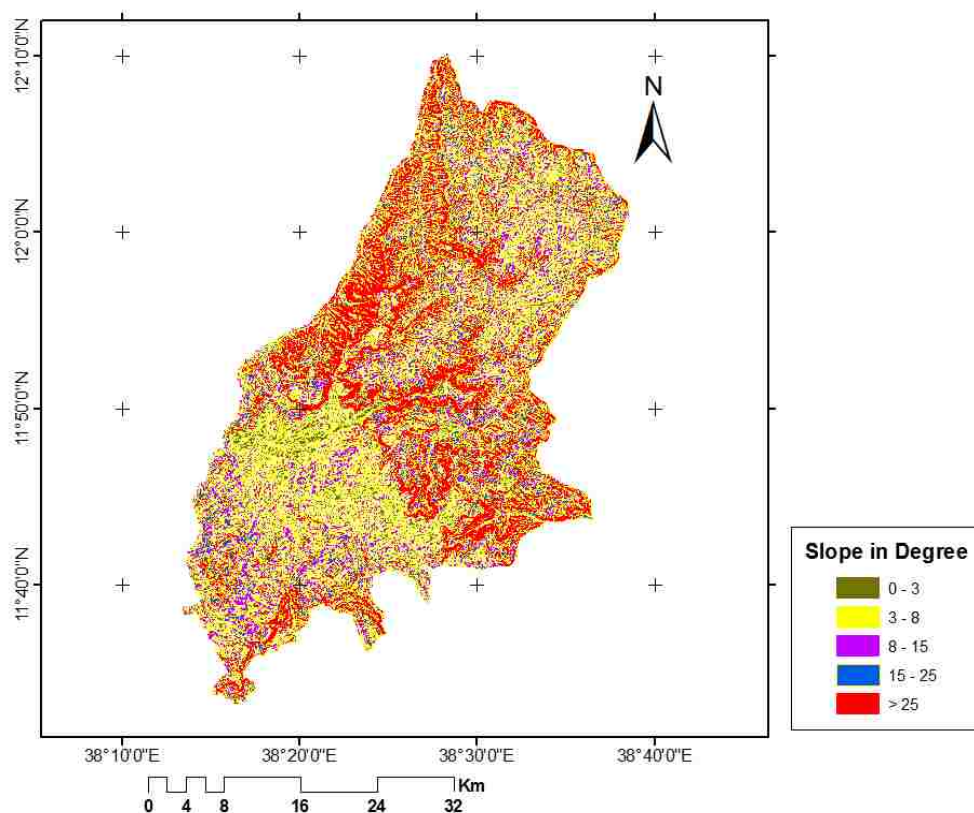 12°10'0"N
12°0'0"N
11°50'0"N
11°40'0"N
N
38°10'0"E 38°20'0"E 38°30'0"E 38°40'0"E
Km
0 4 8 16 24 32
Slope in Degree
0 - 3
3 - 8
8 - 15
15 - 25
> 25